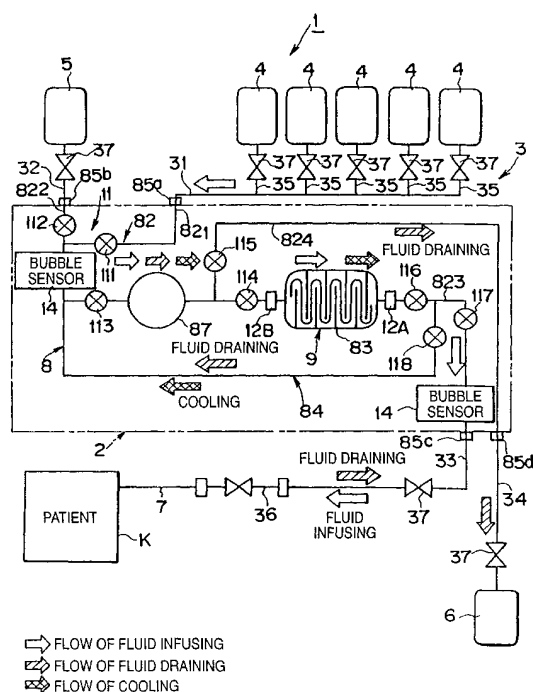 1
5
4 4 4 4 4
37
37 37 37 37 37
3
32
85b
31
35 35 35 35 35
822
11
85a
82
821
112
115
824
FLUID DRAINING
111
BUBBLE SENSOR
14
114
116
823
117
113
87
12B
9
83
12A
118
FLUID DRAINING
8
COOLING
84
14
BUBBLE SENSOR
2
85c
85d
33
FLUID DRAINING
34
7
36
37
PATIENT
FLUID INFUSING
37
K
6
FLOW OF FLUID INFUSING
FLOW OF FLUID DRAINING
FLOW OF COOLING